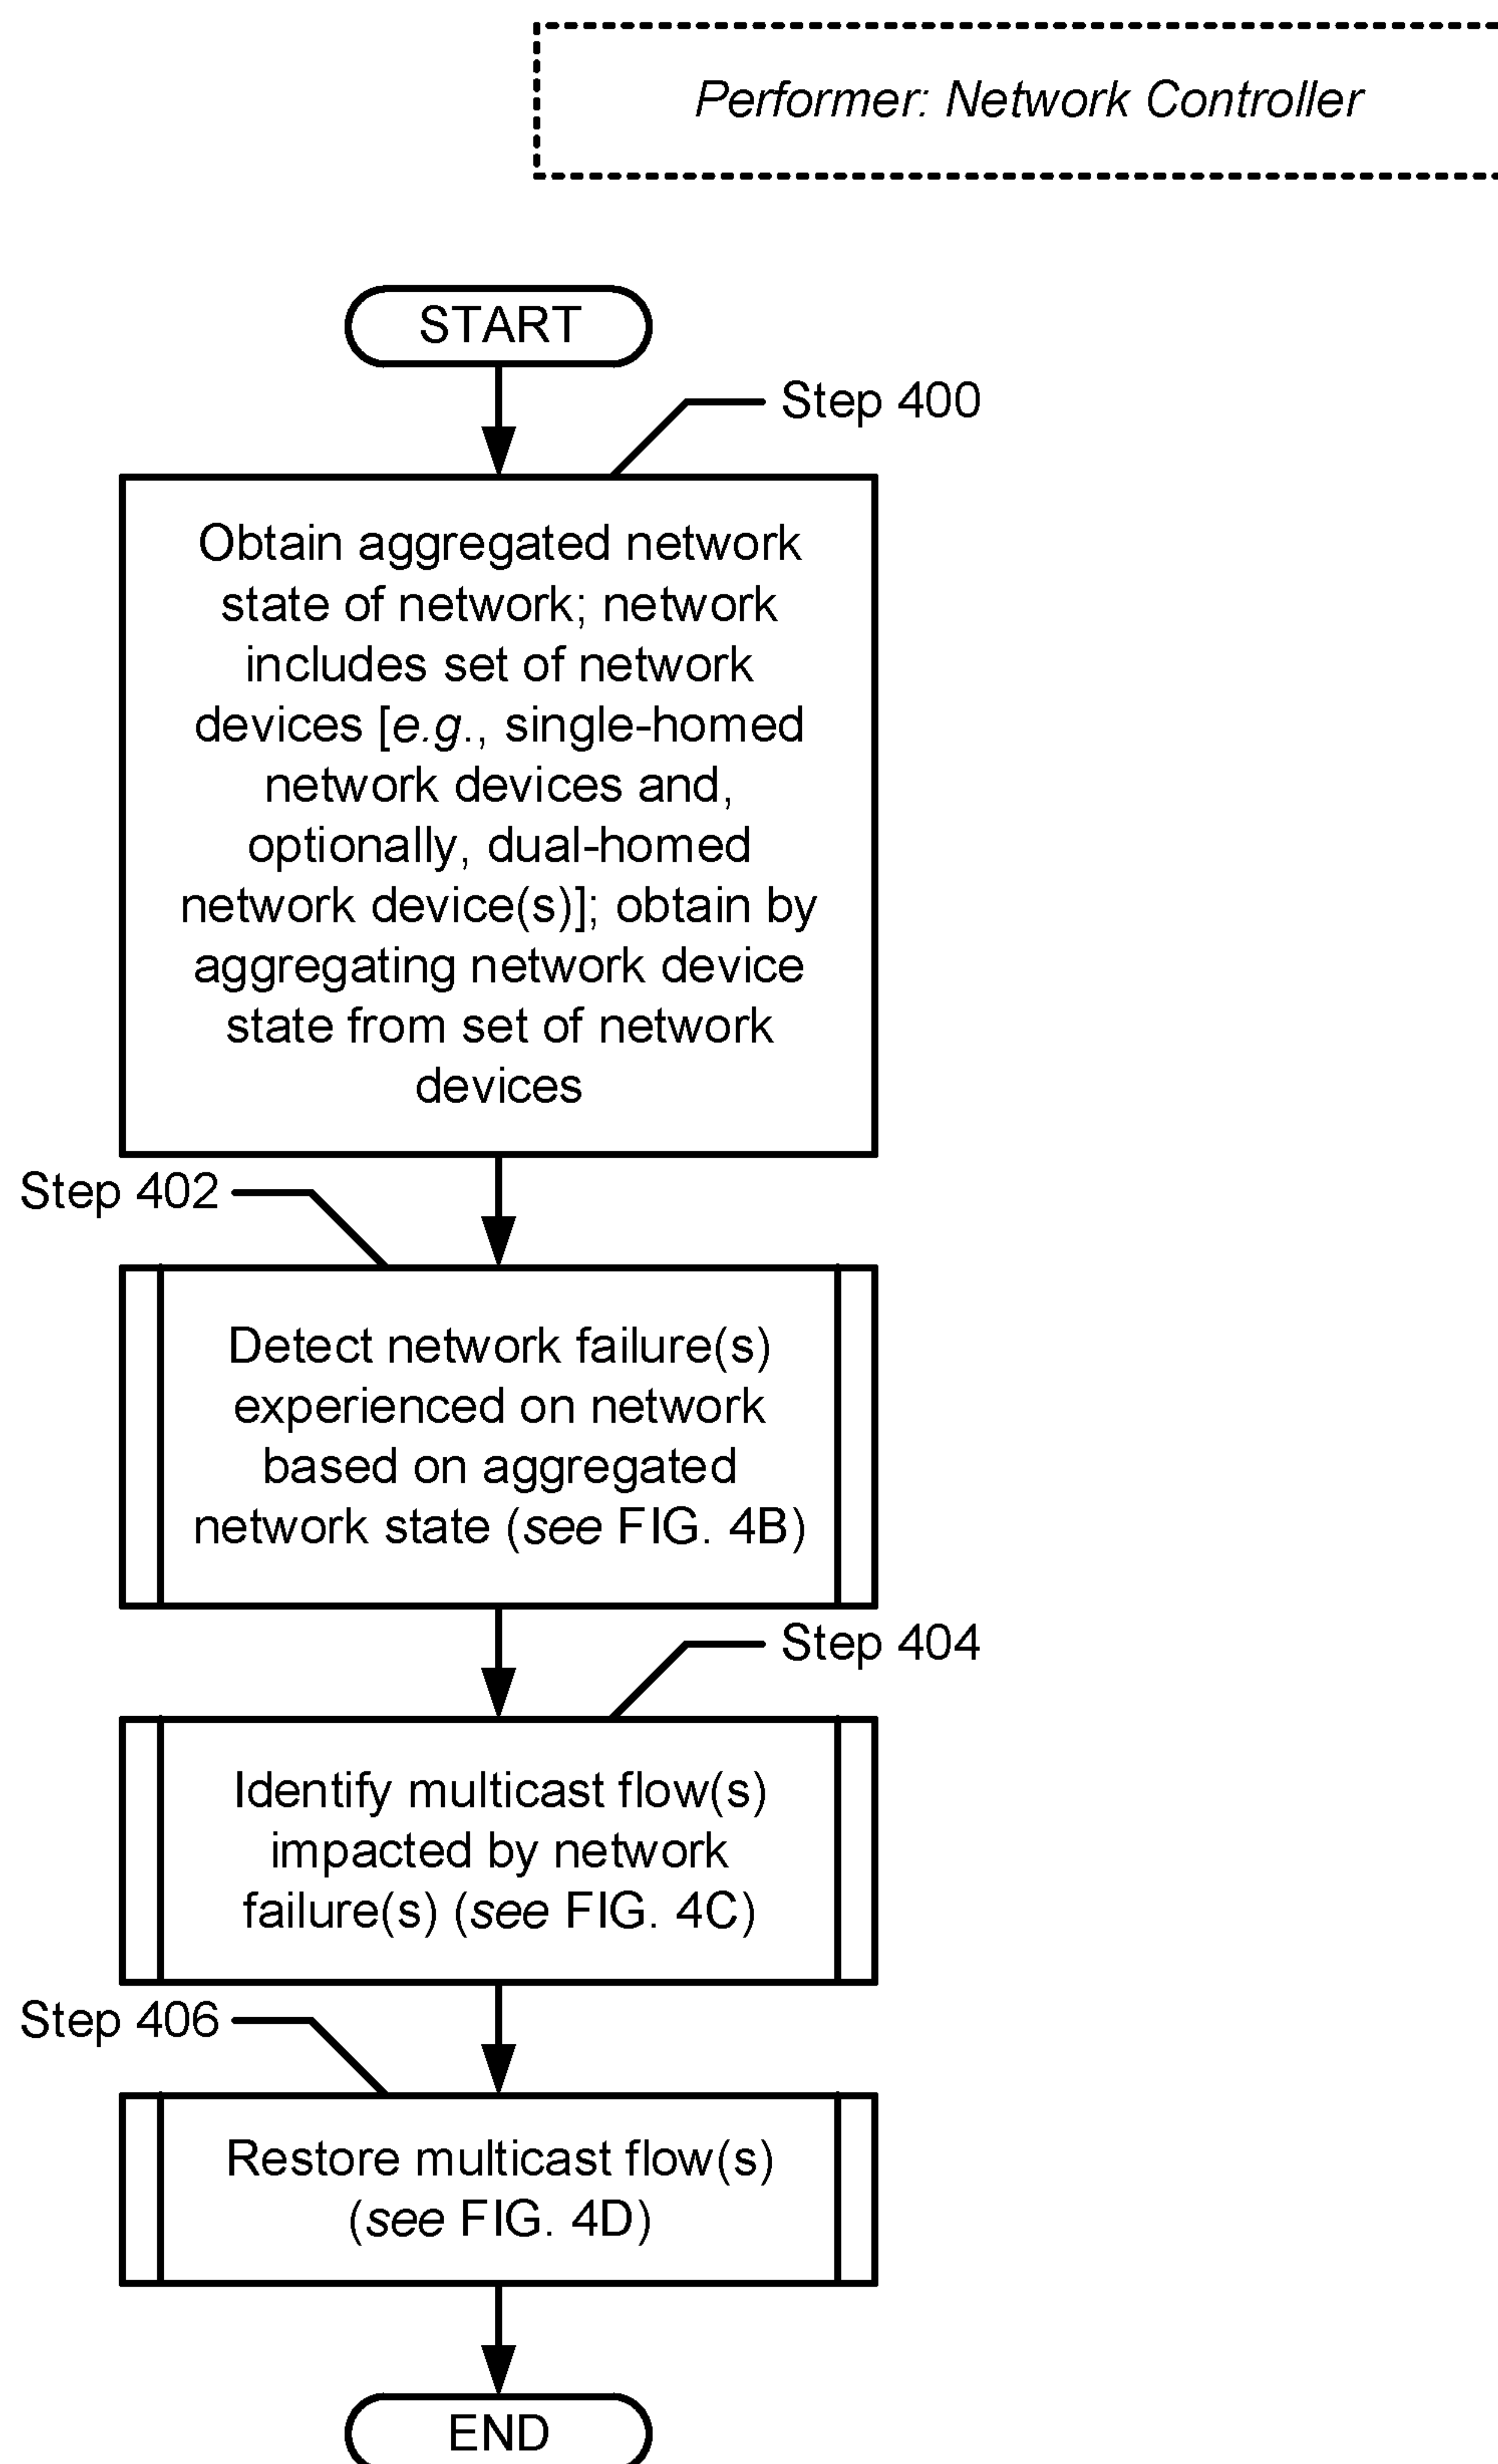 Performer: Network Controller
START
Step 400
Obtain aggregated network
state of network; network
includes set of network
devices [e.g., single-homed
network devices and,
optionally, dual-homed
network device(s)]; obtain by
aggregating network device
state from set of network
devices
Step 402
Detect network failure(s)
experienced on network
based on aggregated
network state (see FIG. 4B)
Step 404
Identify multicast flow(s)
impacted by network
failure(s) (see FIG. 4C)
Step 406
Restore multicast flow(s)
(see FIG. 4D)
END